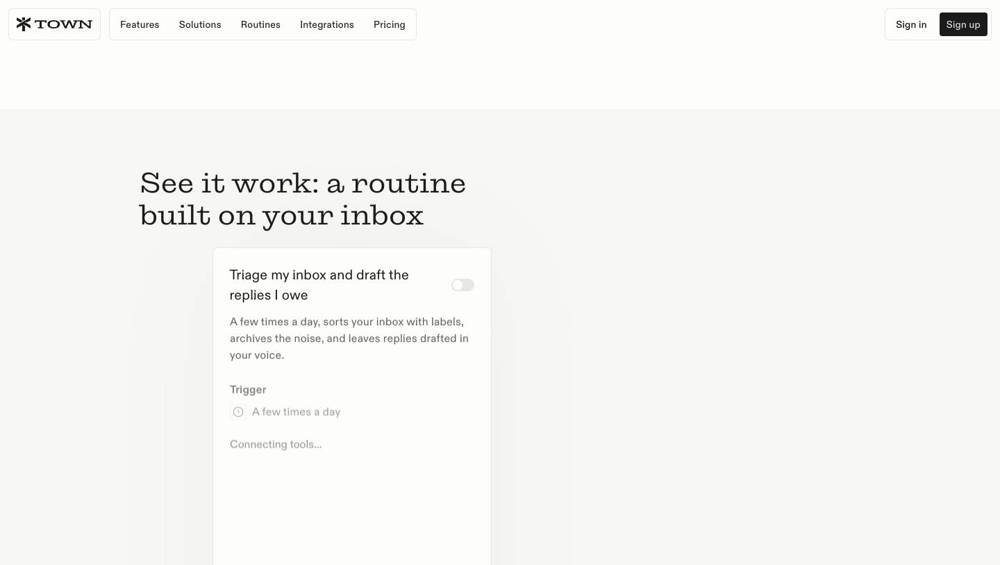 TOWN
Features
Solutions
Routines
Integrations
Pricing
Sign in
Sign up
See it work: a routine
built on your inbox
Triage my inbox and draft the
replies I owe
A few times a day, sorts your inbox with labels,
archives the noise, and leaves replies drafted in
your voice.
Trigger
A few times a day
Connecting tools...